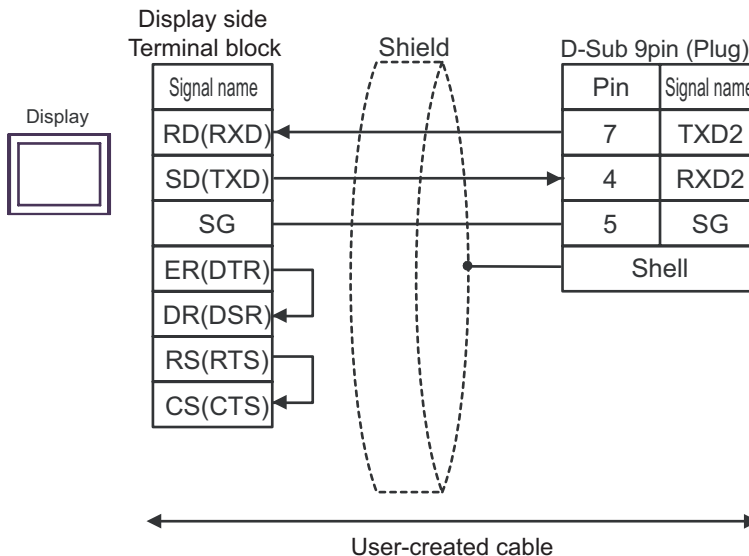 Display side
Terminal block
Shield
D-Sub 9pin (Plug)
Display
Signal name
RD(RXD)
SD(TXD)
SG
ER(DTR)
DR(DSR)
RS(RTS)
CS(CTS)
Pin Signal name
7 TXD2
4 RXD2
5 SG
Shell
User-created cable